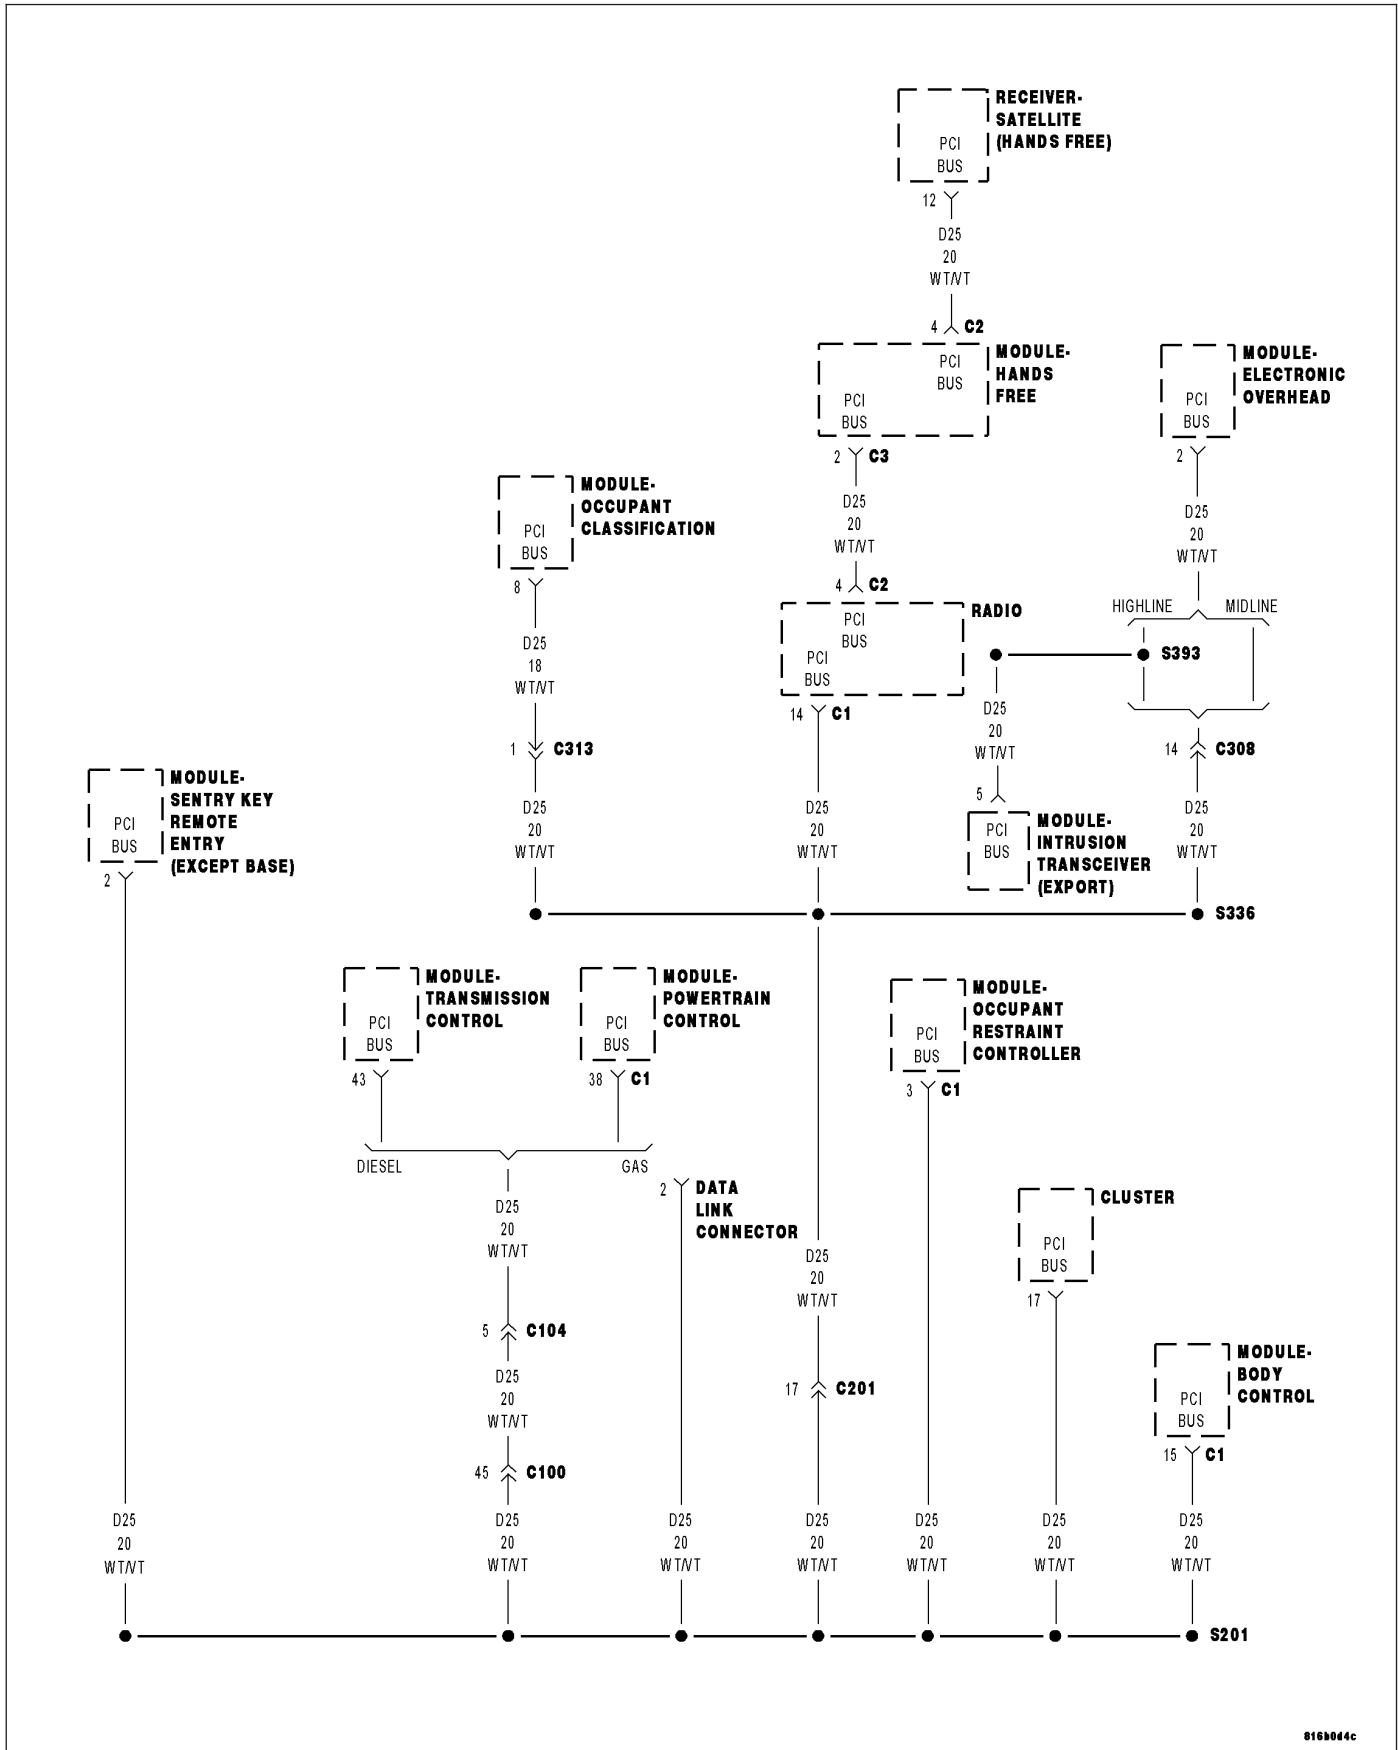 RECEIVER-
SATELLITE
(HANDS FREE)
PCI
BUS
12
D25
20
WT/VT
4
C2
MODULE-
HANDS
FREE
PCI
BUS
PCI
BUS
MODULE-
ELECTRONIC
OVERHEAD
PCI
BUS
2
C3
2
MODULE-
OCCUPANT
CLASSIFICATION
PCI
BUS
D25
20
WT/VT
D25
20
WT/VT
8
4
C2
RADIO
HIGHLINE
MIDLINE
PCI
BUS
PCI
BUS
D25
18
WT/VT
S393
14
C1
D25
20
WT/VT
1
C313
14
C308
MODULE-
SENTRY KEY
REMOTE
ENTRY
(EXCEPT BASE)
PCI
BUS
2
D25
20
WT/VT
D25
20
WT/VT
5
MODULE-
INTRUSION
TRANSCEIVER
(EXPORT)
PCI
BUS
D25
20
WT/VT
S336
MODULE-
TRANSMISSION
CONTROL
PCI
BUS
43
MODULE-
POWERTRAIN
CONTROL
PCI
BUS
38
C1
MODULE-
OCCUPANT
RESTRAINT
CONTROLLER
PCI
BUS
3
C1
DIESEL
GAS
D25
20
WT/VT
2
DATA
LINK
CONNECTOR
CLUSTER
PCI
BUS
17
D25
20
WT/VT
5
C104
D25
20
WT/VT
17
C201
MODULE-
BODY
CONTROL
PCI
BUS
15
C1
45
C100
D25
20
WT/VT
D25
20
WT/VT
D25
20
WT/VT
D25
20
WT/VT
D25
20
WT/VT
D25
20
WT/VT
D25
20
WT/VT
S201
816b0d4c